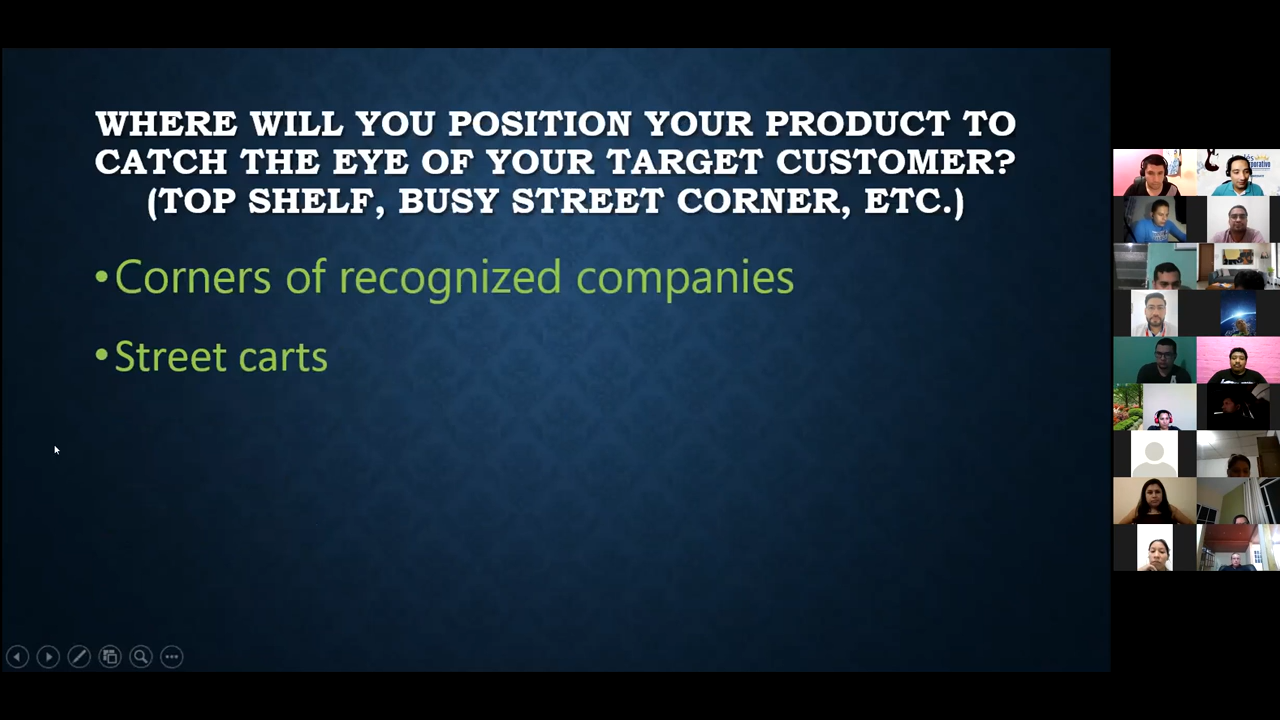 WHERE WILL YOU POSITION YOUR PRODUCT TO
CATCH THE EYE OF YOUR TARGET CUSTOMER?
(TOP SHELF, BUSY STREET CORNER, ETC.)
•Corners of recognized companies
•Street carts